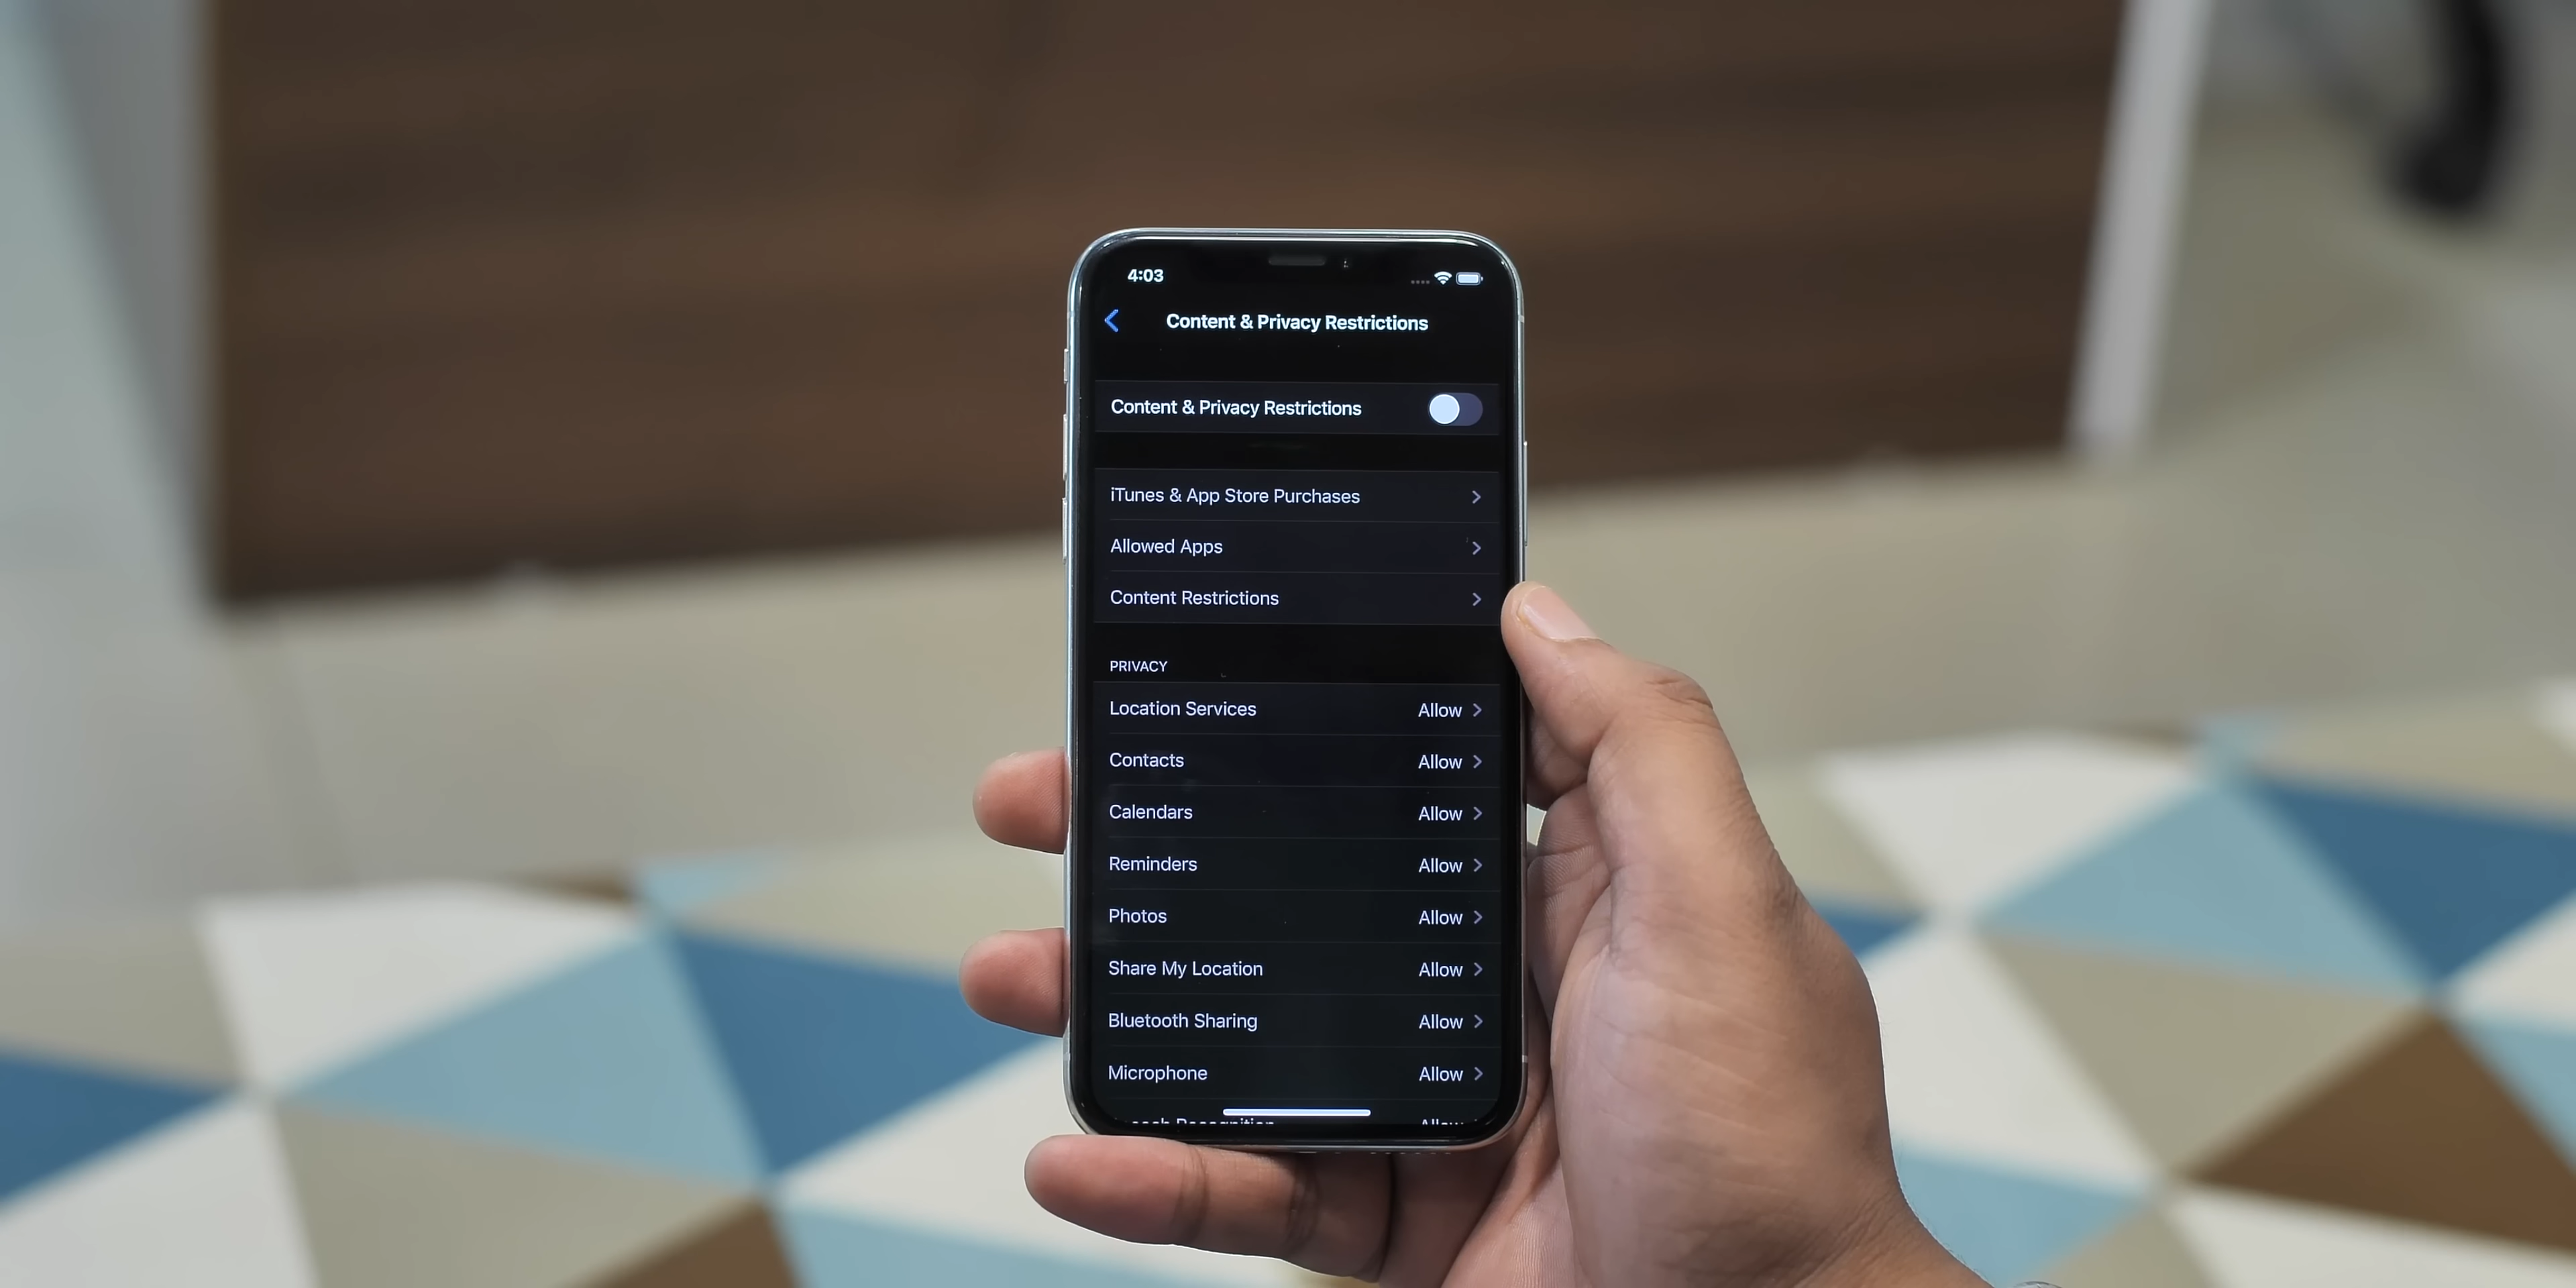 4:03
Content & Privacy Restrictions
Content & Privacy Restrictions
iTunes & App Store Purchases
Allowed Apps
Content Restrictions
PRIVACY
Location Services Allow
Contacts Allow
Calendars Allow
Reminders Allow
Photos Allow
Share My Location Allow
Bluetooth Sharing Allow
Microphone Allow